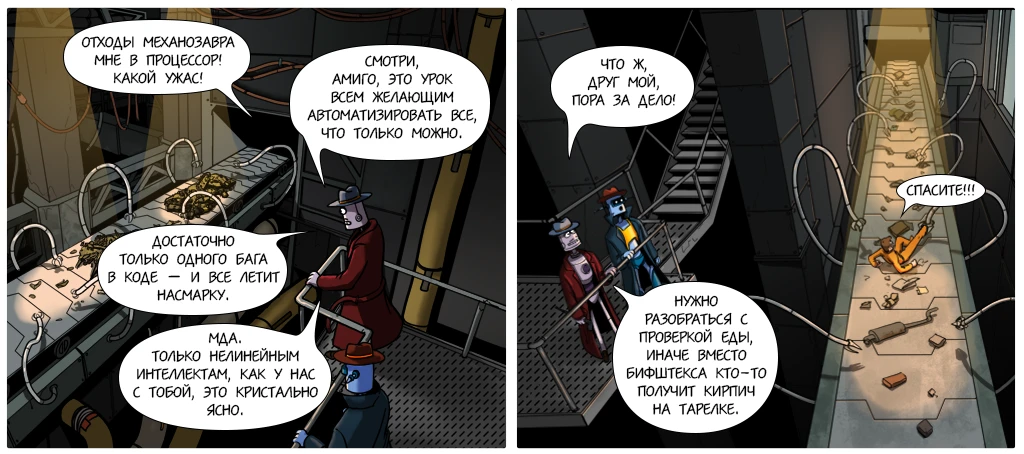 ОТХОДЫ МЕХАНОЗАВРА
МНЕ В ПРОЦЕССОР!
КАКОЙ УЖАС!
СМОТРИ,
АМИГО, ЭТО УРОК
ВСЕМ ЖЕЛАЮЩИМ
АВТОМАТИЗИРОВАТЬ ВСЕ,
ЧТО ТОЛЬКО МОЖНО.
ДОСТАТОЧНО
ТОЛЬКО ОДНОГО БАГА
В КОДЕ — И ВСЕ ЛЕТИТ
НАСМАРКУ.
МДА.
ТОЛЬКО НЕЛИНЕЙНЫМ
ИНТЕЛЛЕКТАМ, КАК У НАС
С ТОБОЙ, ЭТО КРИСТАЛЬНО
ЯСНО.
ЧТО Ж,
ДРУГ МОЙ,
ПОРА ЗА ДЕЛО!
СПАСИТЕ!!!
НУЖНО
РАЗОБРАТЬСЯ С
ПРОВЕРКОЙ ЕДЫ,
ИНАЧЕ ВМЕСТО
БИФШТЕКСА КТО-ТО
ПОЛУЧИТ КИРПИЧ
НА ТАРЕЛКЕ.